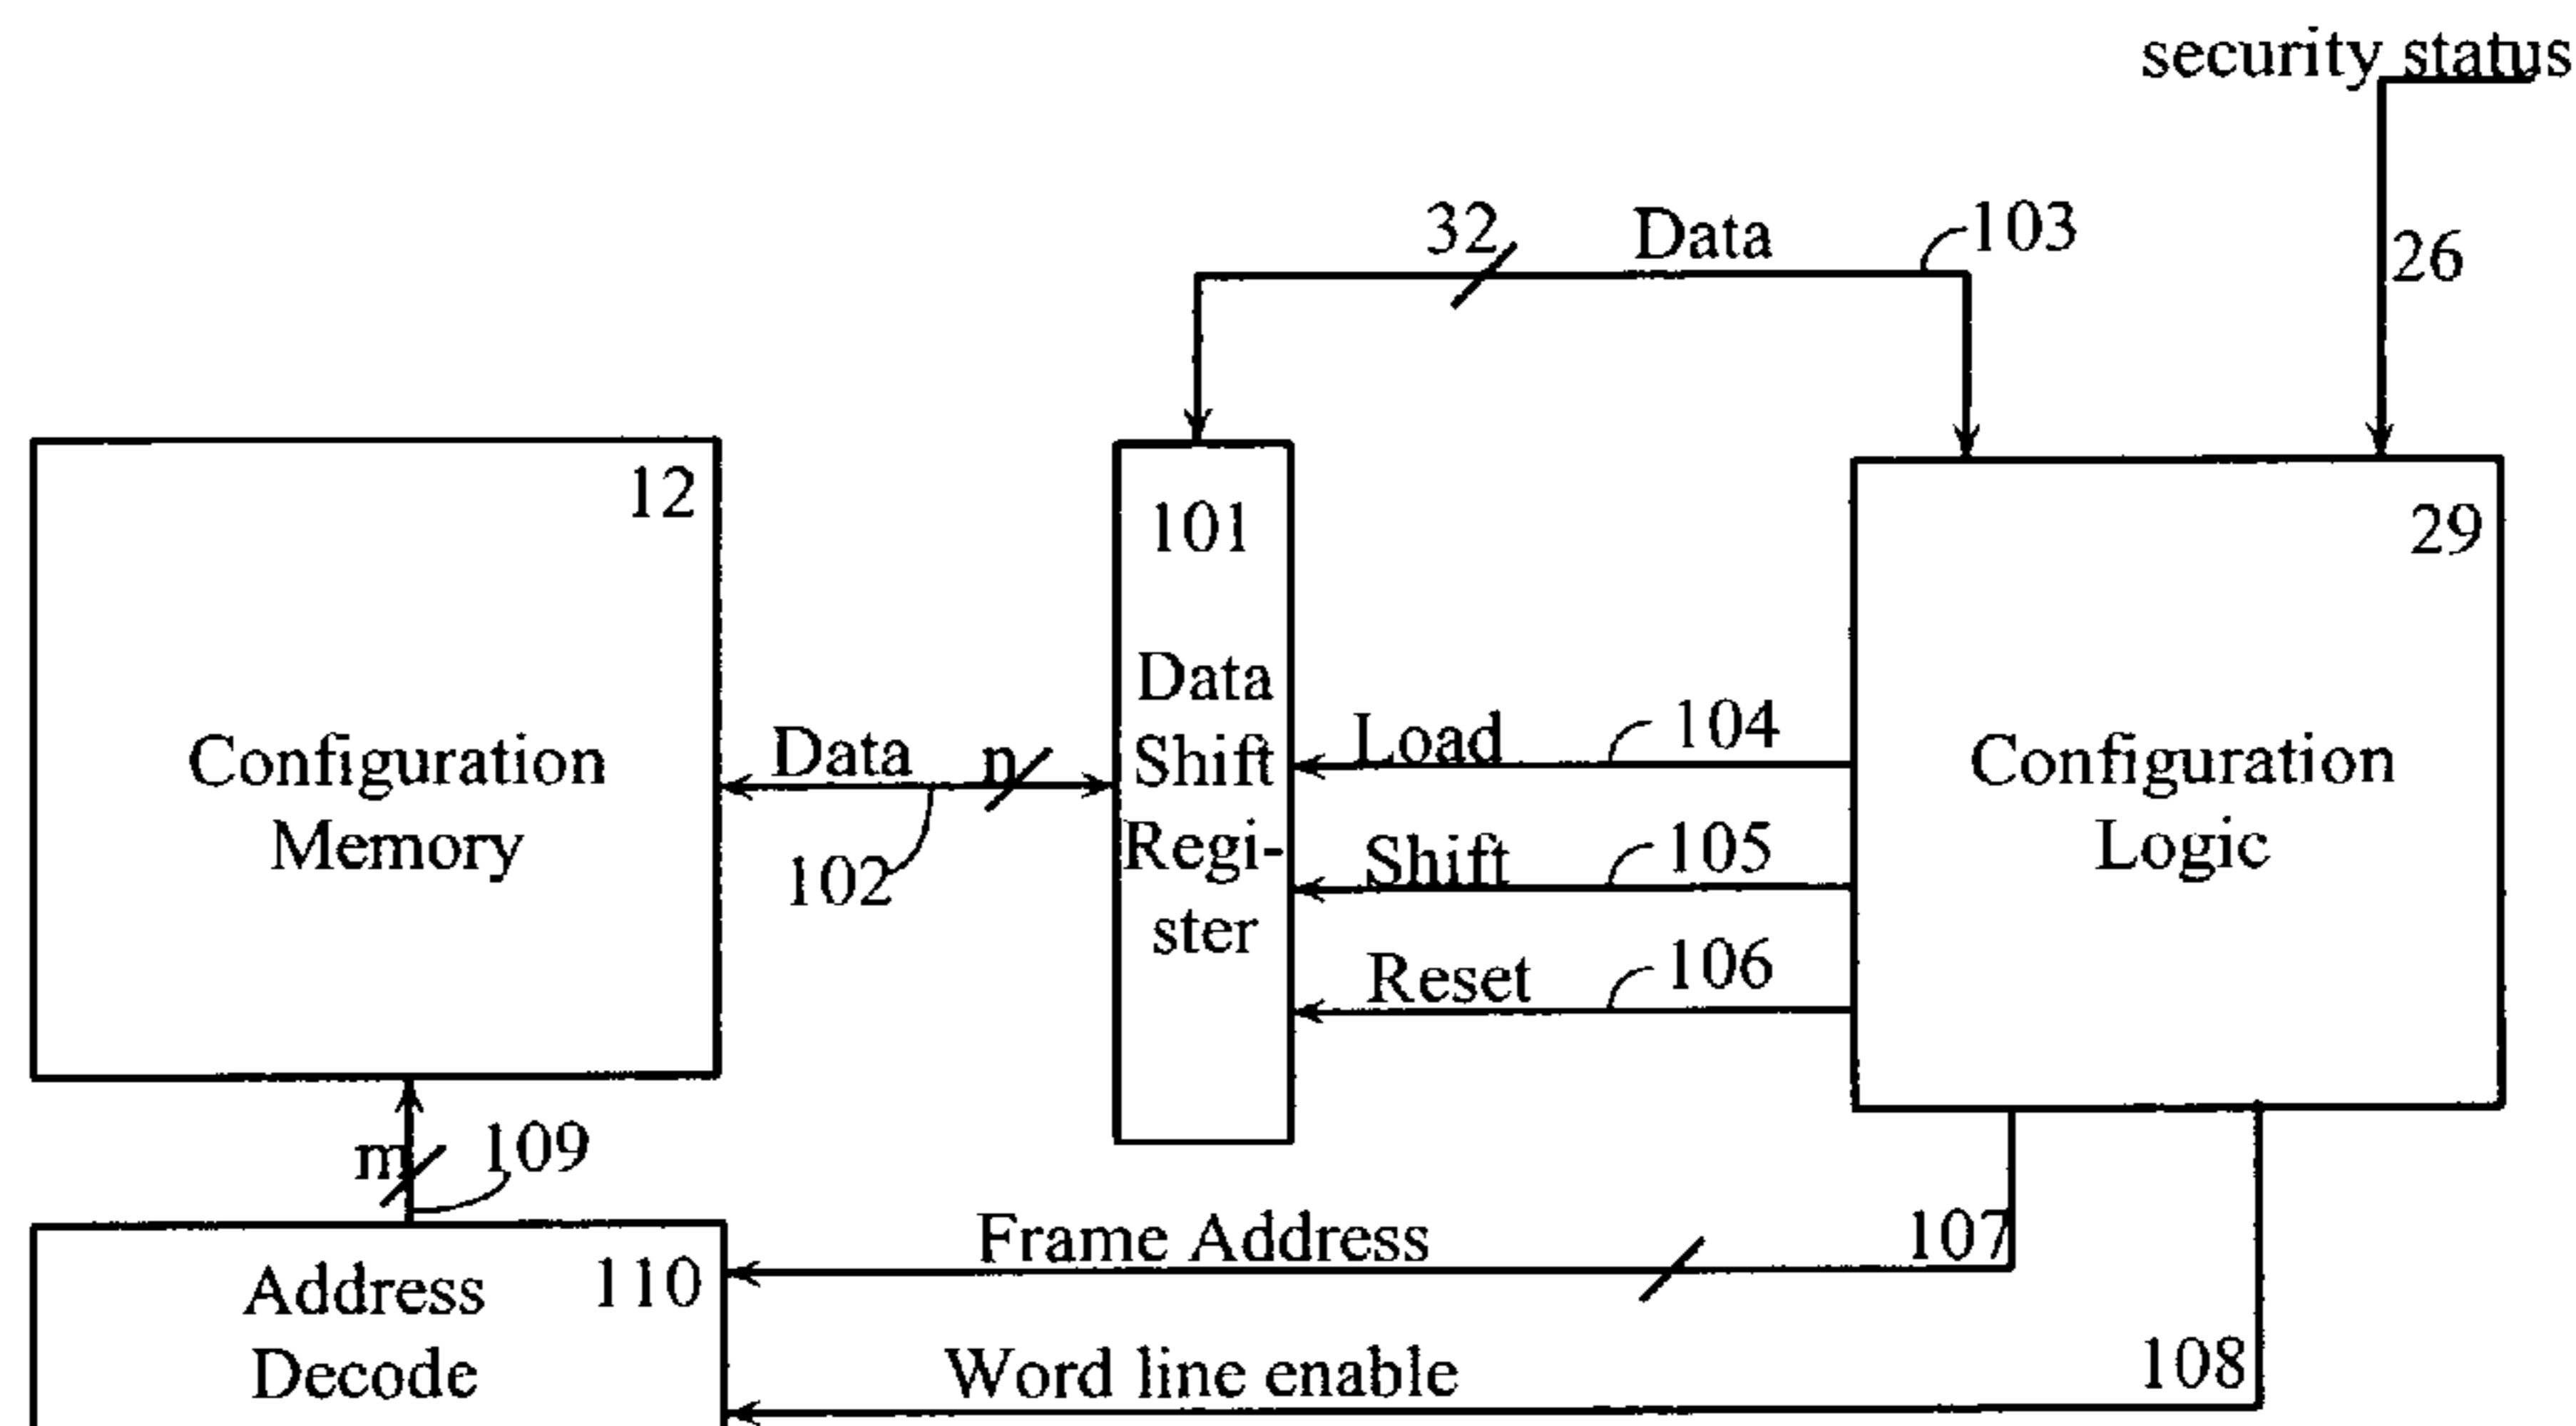 security status
32 Data 103
26
12
101
29
Data
Load 104
Configuration
Memory
Data n
Shift
Configuration
Logic
102
Regi-
Shift 105
ster
Reset 106
m 109
Frame Address 107
Address 110
Decode
Word line enable 108